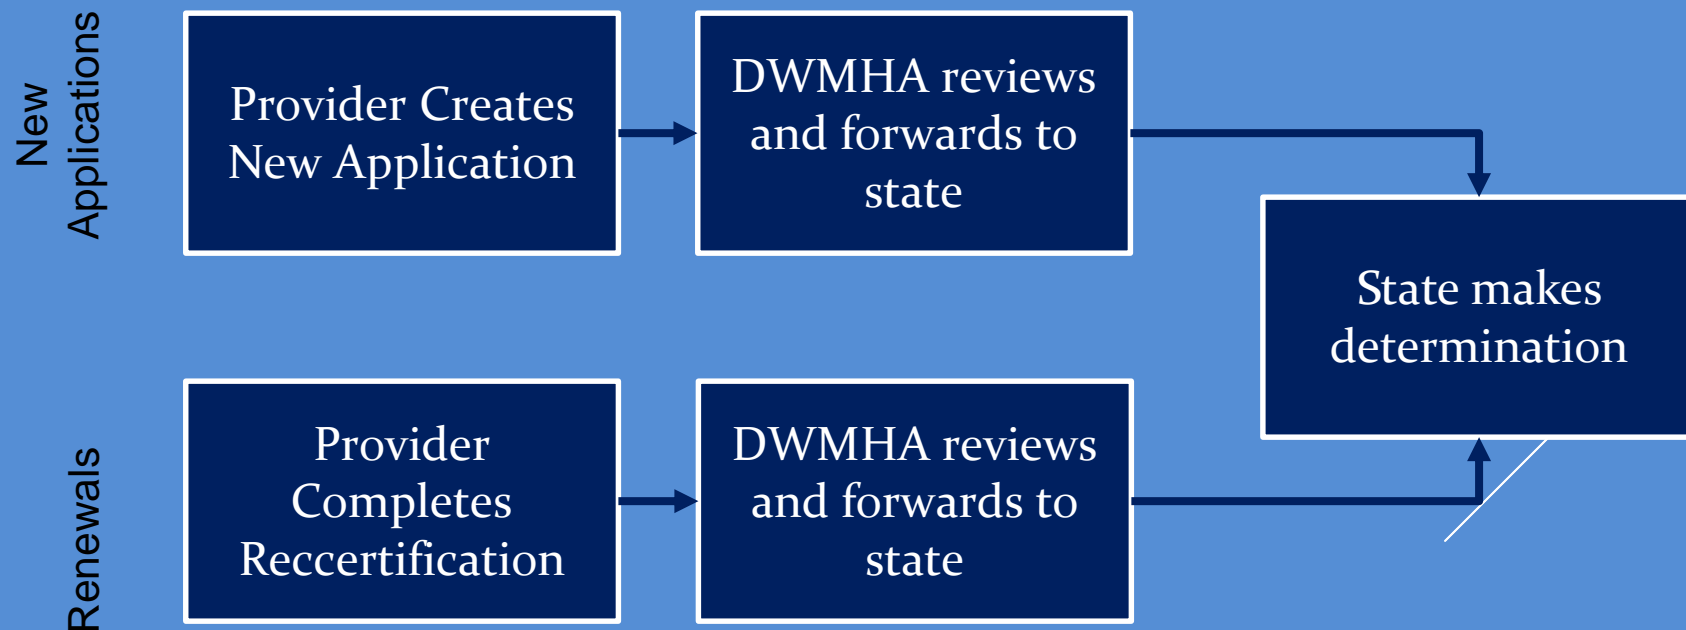 New
Applications
Provider Creates
New Application
DWMHA reviews
and forwards to
state
State makes
determination
Renewals
Provider
Completes
Reccertification
DWMHA reviews
and forwards to
state